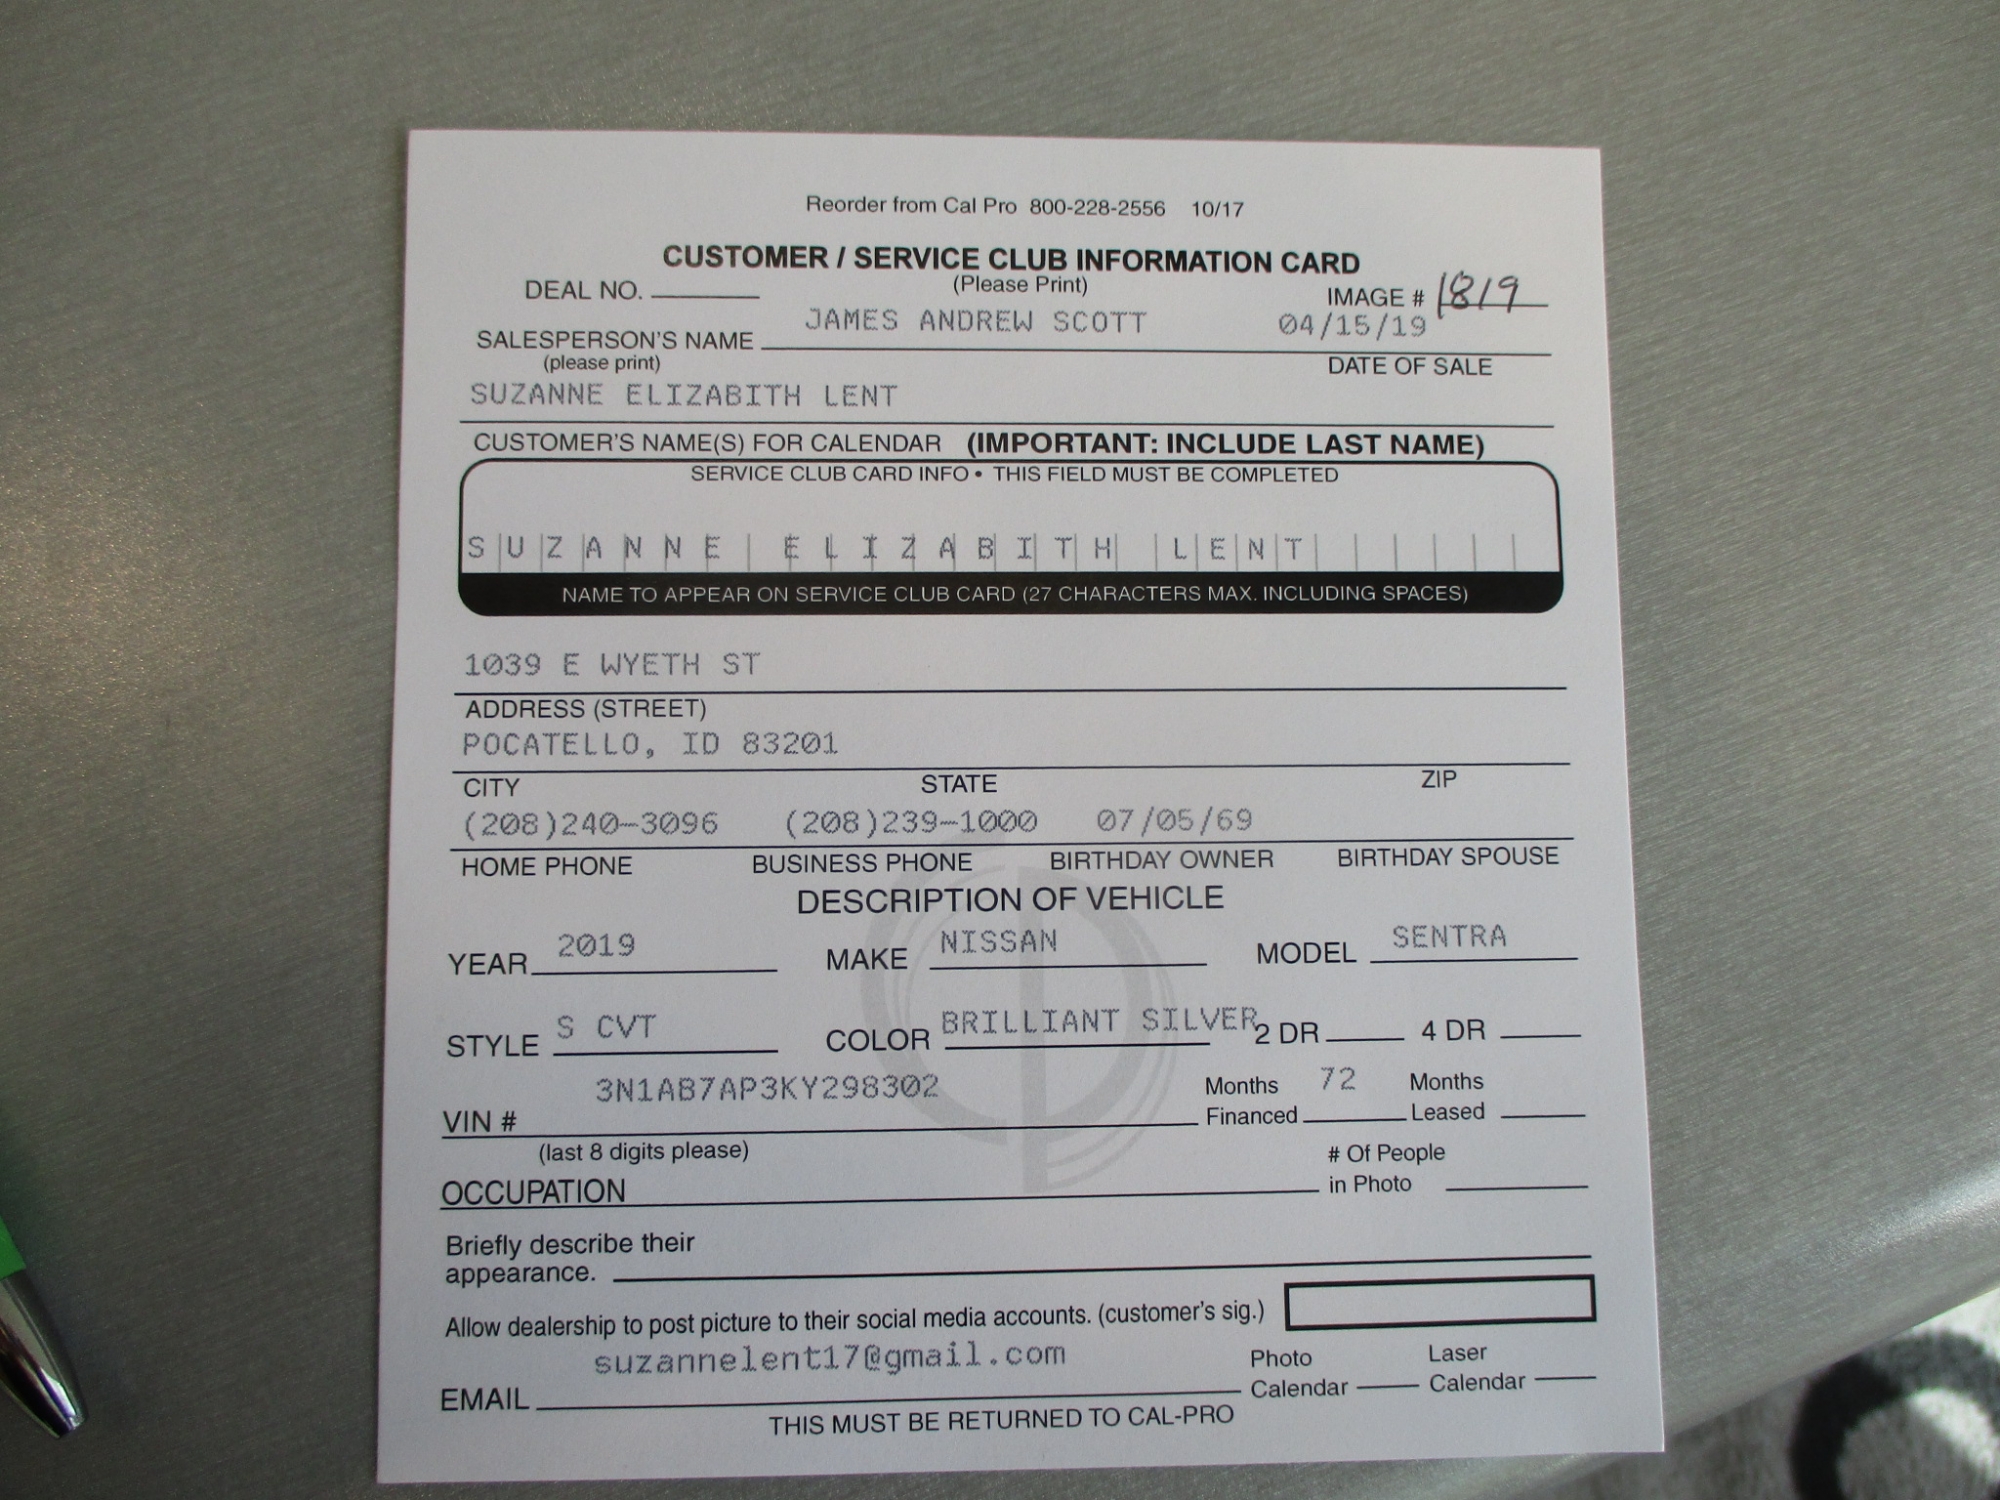 Reorder from Cal Pro 800-228-2556 10/17
CUSTOMER / SERVICE CLUB INFORMATION CARD
(Please Print)
DEAL NO. IMAGE # 1819
SALESPERSON'S NAME JAMES ANDREW SCOTT 04/15/19
(please print) DATE OF SALE
SUZANNE ELIZABITH LENT
CUSTOMER'S NAME(S) FOR CALENDAR (IMPORTANT: INCLUDE LAST NAME)
SERVICE CLUB CARD INFO • THIS FIELD MUST BE COMPLETED
SUZANNE ELIZABITH LENT
NAME TO APPEAR ON SERVICE CLUB CARD (27 CHARACTERS MAX. INCLUDING SPACES)
1039 E WYETH ST
ADDRESS (STREET)
POCATELLO, ID 83201
CITY STATE ZIP
(208)240-3096 (208)239-1000 07/05/69
HOME PHONE BUSINESS PHONE BIRTHDAY OWNER BIRTHDAY SPOUSE
DESCRIPTION OF VEHICLE
YEAR 2019 MAKE NISSAN MODEL SENTRA
STYLE S CVT COLOR BRILLIANT SILVER 2 DR 4 DR
VIN # 3N1AB7AP3KY298302 Months Financed 72 Months Leased
(last 8 digits please)
OCCUPATION # Of People in Photo
Briefly describe their
appearance.
Allow dealership to post picture to their social media accounts. (customer's sig.)
EMAIL suzannelent17@gmail.com Photo Calendar Laser Calendar
THIS MUST BE RETURNED TO CAL-PRO